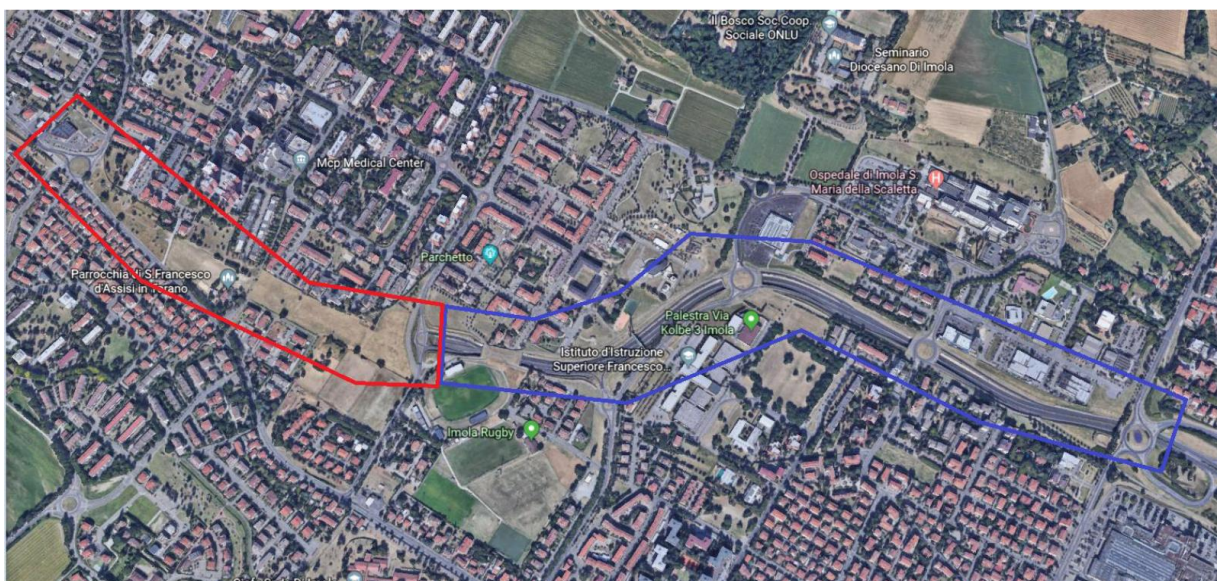 Il Bosco Soc.Coop.
Sociale ONLU
Seminario
Diocesano Di Imola
Mcp Medical Center
Ospedale di Imola S.
Maria della Scaletta
Parchetto
Parrocchia di S.Francesco
d'Assisi in Zolino
Palestra Via
Kolbe 3 Imola
Istituto d'Istruzione
Superiore Francesco...
Imola Rugby